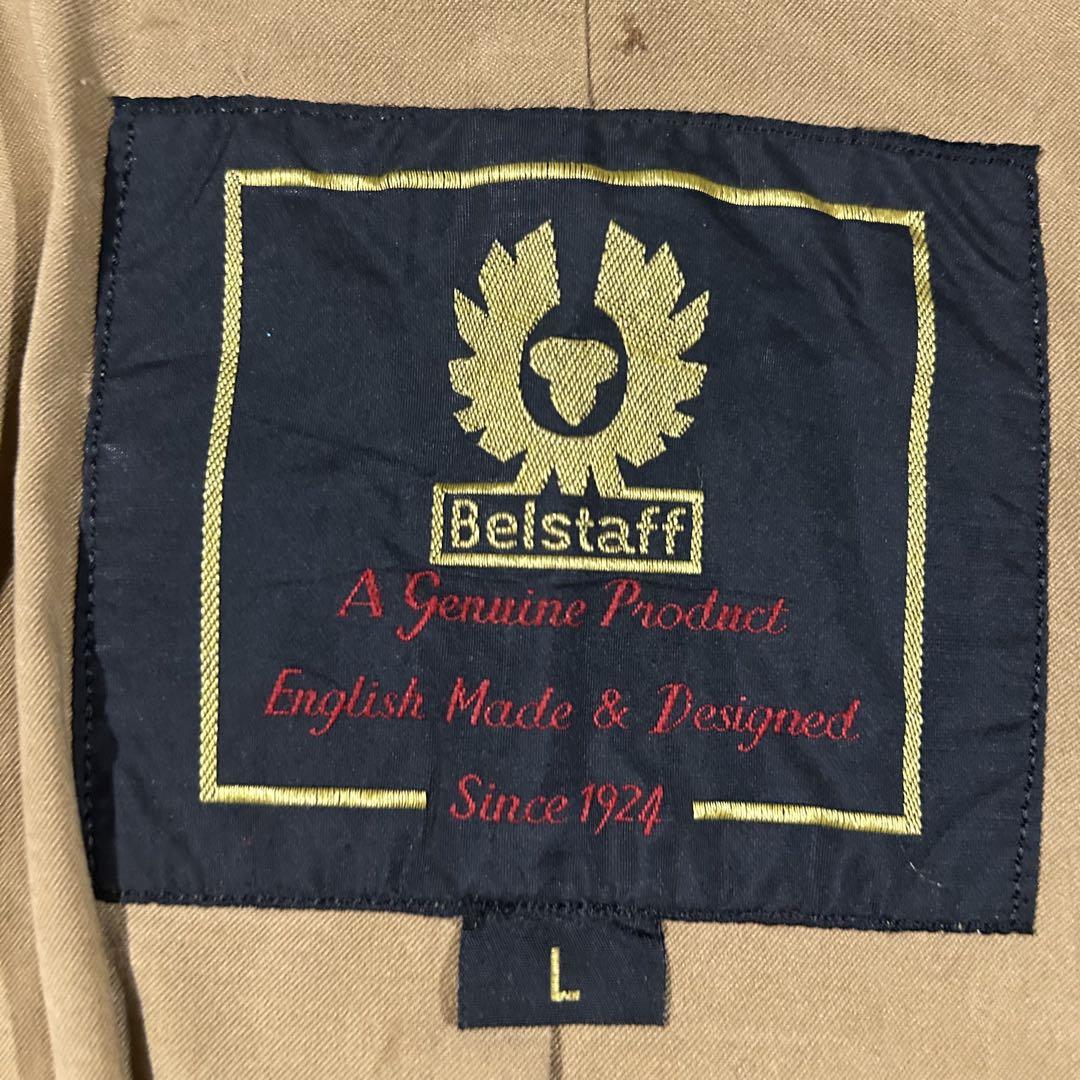 Belstaff
A Genuine Product
English Made & Designed
Since 1924
L